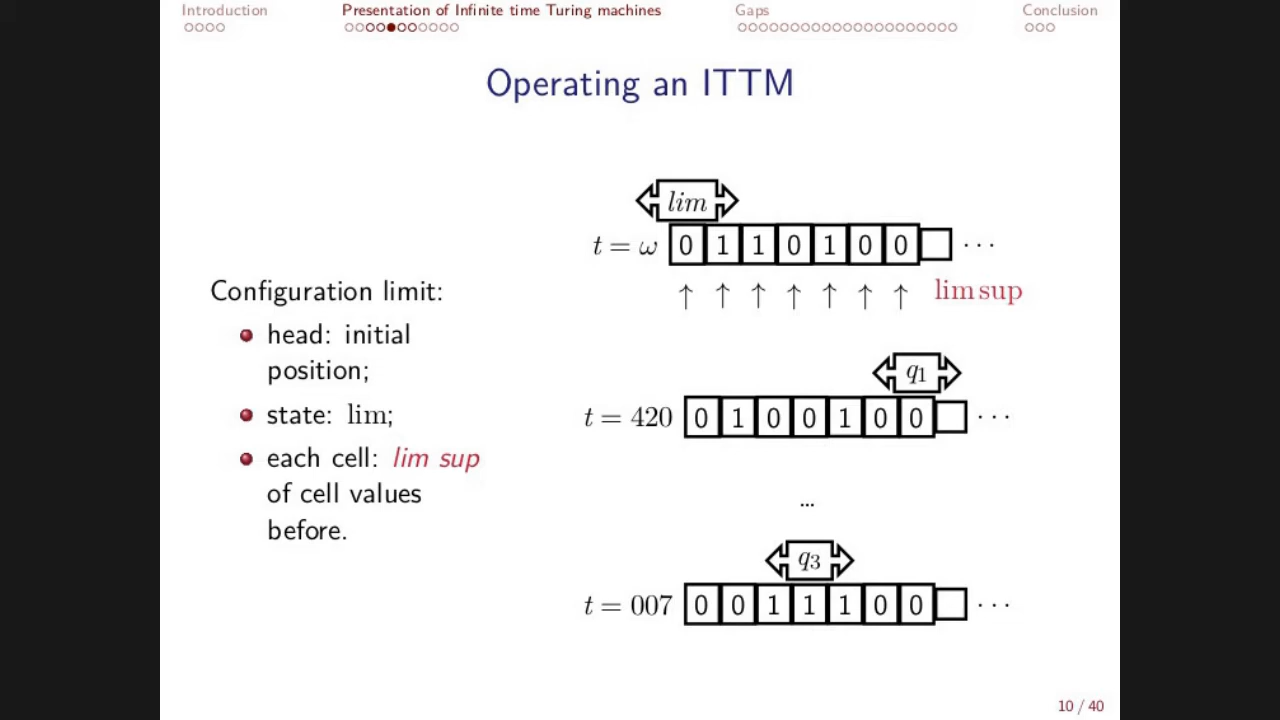 Introduction Presentation of Infinite time Turing machines Gaps Conclusion
Operating an ITTM
lim
t = ω 0 1 1 0 1 0 0 ···
↑ ↑ ↑ ↑ ↑ ↑ ↑ lim sup
Configuration limit:
head: initial
position;
state: lim;
each cell: lim sup
of cell values
before.
q1
t = 420 0 1 0 0 1 0 0 ···
...
q3
t = 007 0 0 1 1 1 0 0 ···
10 / 40